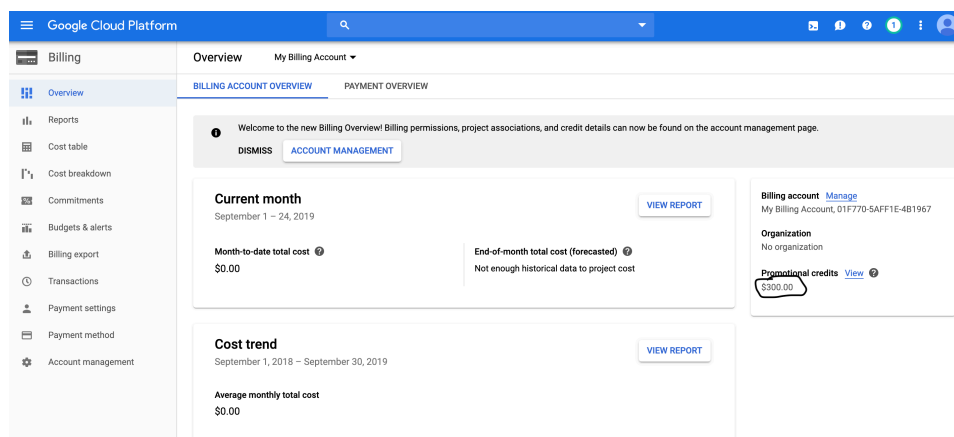 Google Cloud Platform
1
Billing
Overview
My Billing Account
Overview
Reports
Cost table
Cost breakdown
Commitments
Budgets & alerts
Billing export
Transactions
Payment settings
Payment method
Account management
BILLING ACCOUNT OVERVIEW
PAYMENT OVERVIEW
Welcome to the new Billing Overview! Billing permissions, project associations, and credit details can now be found on the account management page.
DISMISS
ACCOUNT MANAGEMENT
Current month
September 1 – 24, 2019
VIEW REPORT
Month-to-date total cost
$0.00
End-of-month total cost (forecasted)
Not enough historical data to project cost
Cost trend
September 1, 2018 – September 30, 2019
VIEW REPORT
Average monthly total cost
$0.00
Billing account Manage
My Billing Account, 01F770-5AFF1E-4B1967
Organization
No organization
Promotional credits View
$300.00